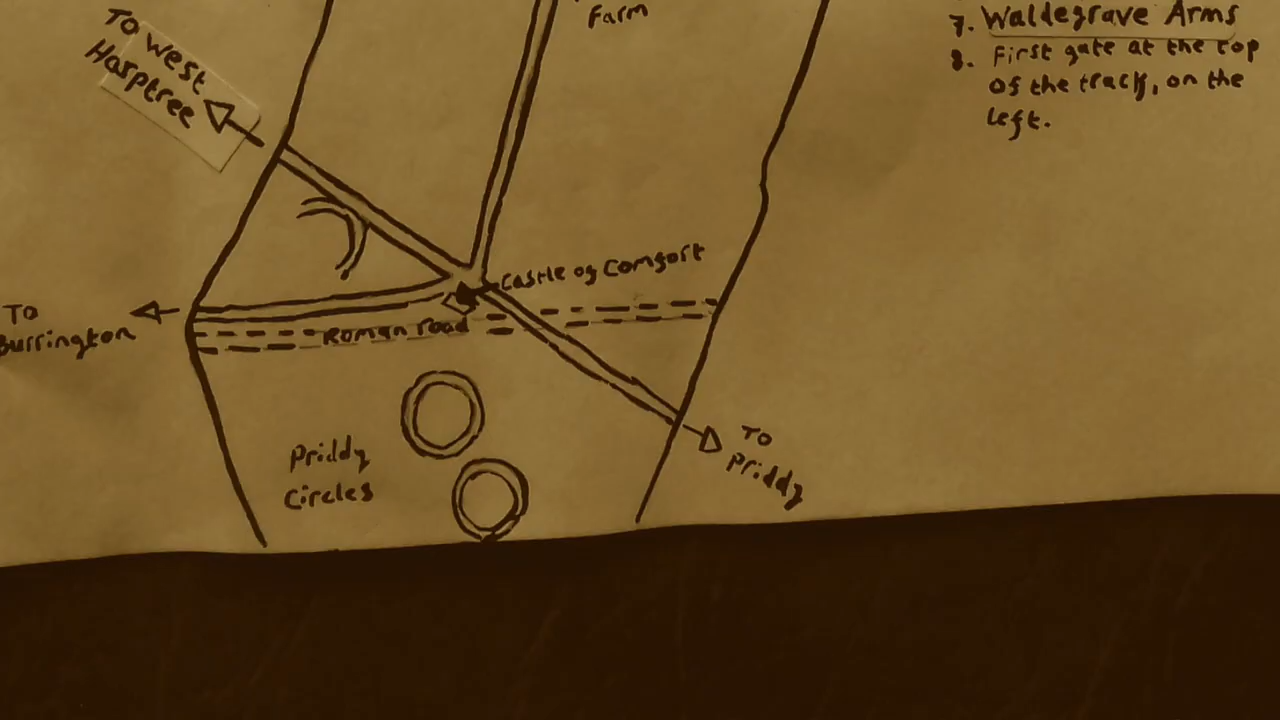 To West
Harptree
Farm
7. Waldegrave Arms
8. First gate at the top
of the track, on the
left.
Castle of Comfort
To
Burrington
Roman road
Priddy
Circles
To
Priddy